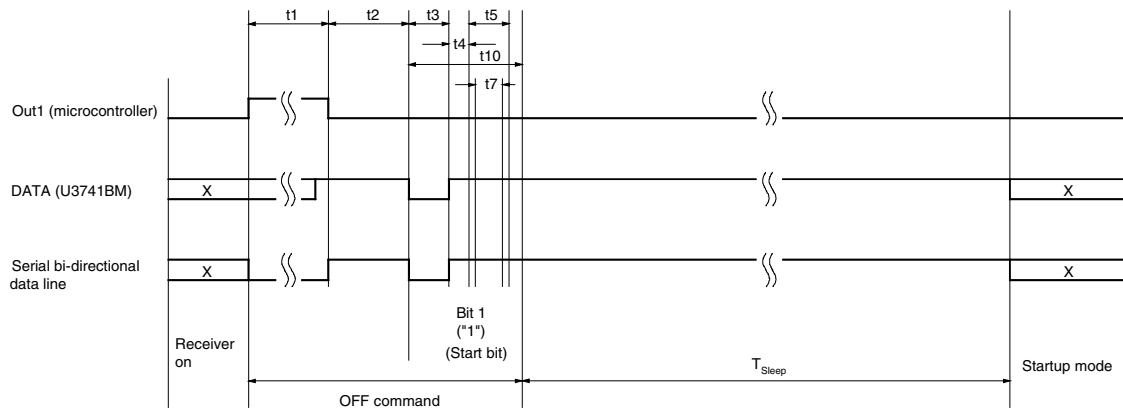 t1
t2
t3
t5
t4
t10
t7
Out1 (microcontroller)
DATA (U3741BM)
X
X
Serial bi-directional
data line
X
X
Bit 1
("1")
(Start bit)
Receiver
on
TSleep
Startup mode
OFF command